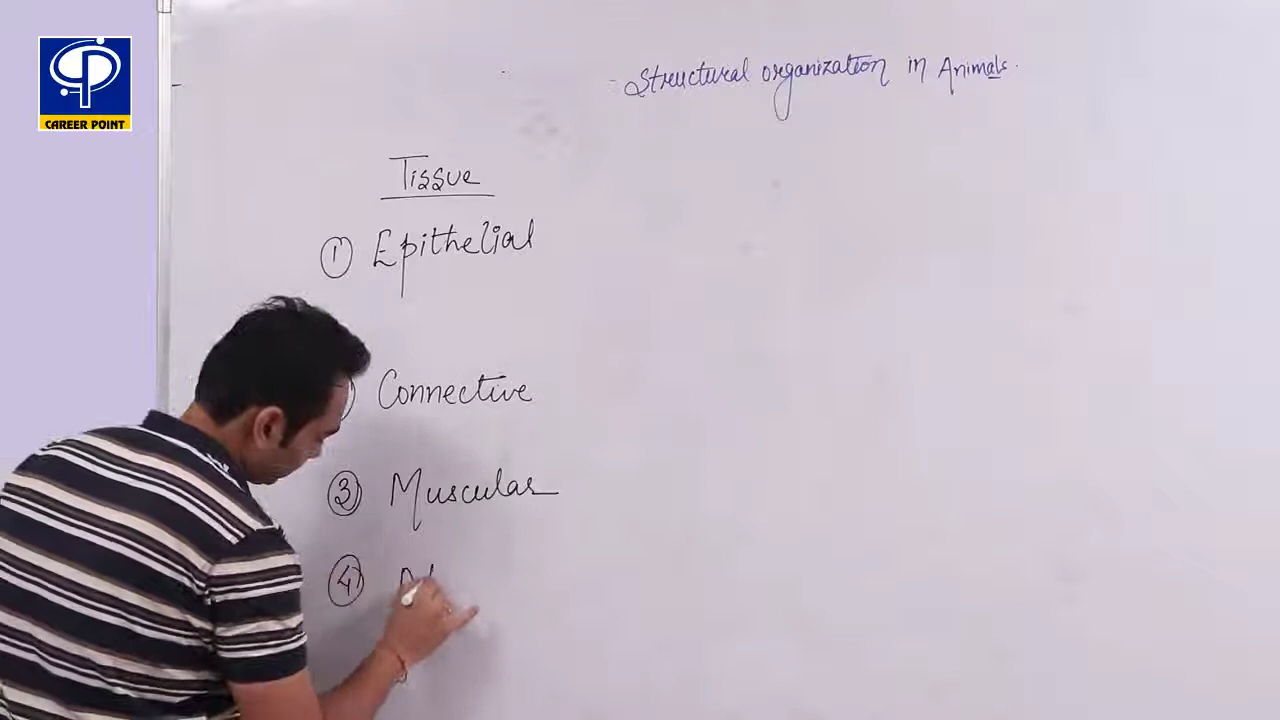 CAREER POINT
Structural organization in Animals.
Tissue
① Epithelial
Connective
③ Muscular
④ N